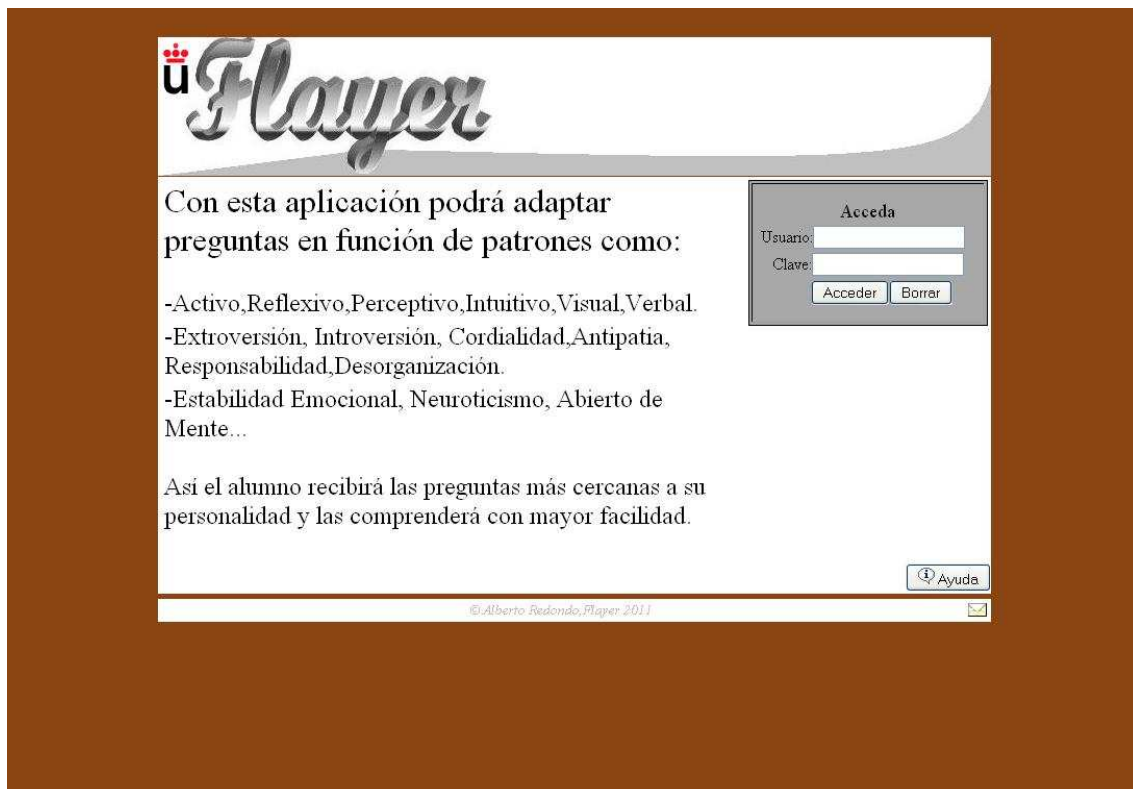 ü Flayer
Con esta aplicación podrá adaptar
preguntas en función de patrones como:
-Activo,Reflexivo,Perceptivo,Intuitivo,Visual,Verbal.
-Extroversión, Introversión, Cordialidad,Antipatia,
Responsabilidad,Desorganización.
-Estabilidad Emocional, Neuroticismo, Abierto de
Mente...
Así el alumno recibirá las preguntas más cercanas a su
personalidad y las comprenderá con mayor facilidad.
Acceda
Usuario:
Clave:
Acceder Borrar
Ayuda
© Alberto Redondo,Flayer 2011